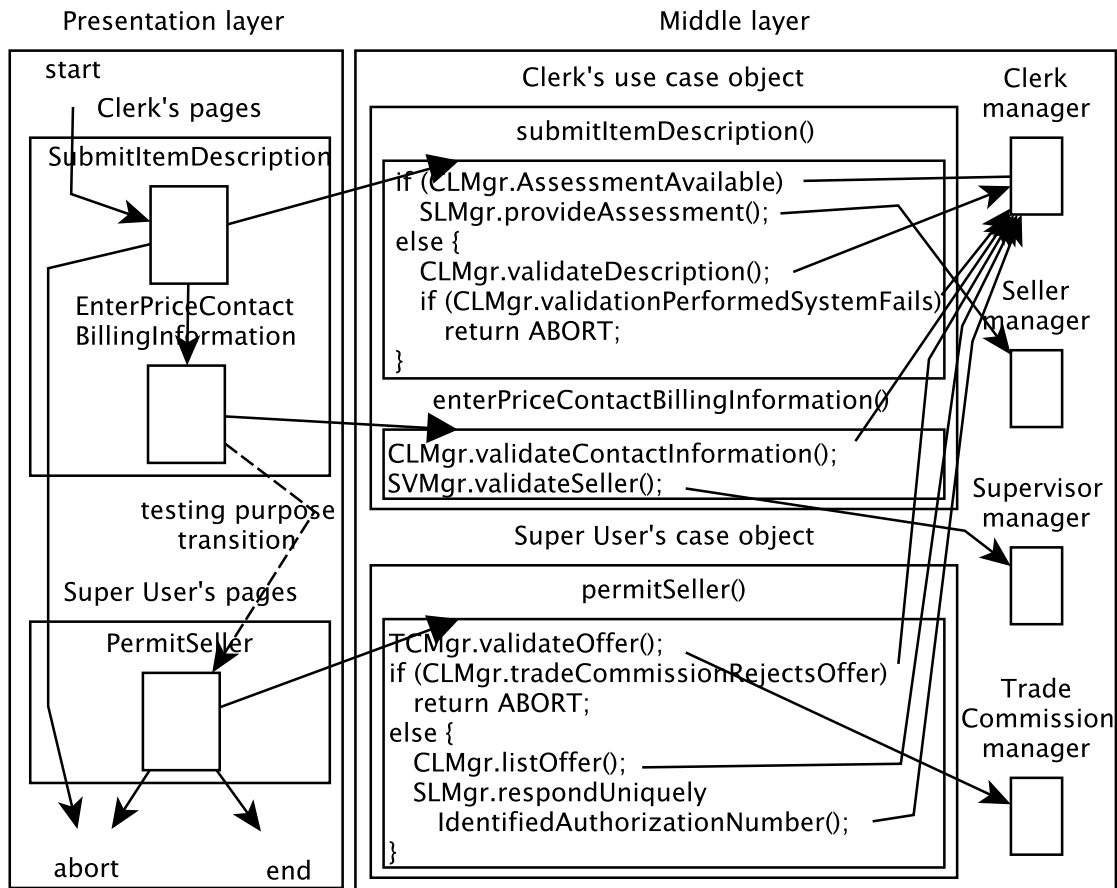 Presentation layer
start
Clerk's pages
SubmitItemDescription
EnterPriceContact
BillingInformation
testing purpose
transition
Super User's pages
PermitSeller
abort
end
Middle layer
Clerk's use case object
submitItemDescription()
if (CLMgr.AssessmentAvailable)
SLMgr.provideAssessment();
else {
CLMgr.validateDescription();
if (CLMgr.validationPerformedSystemFails)
return ABORT;
}
enterPriceContactBillingInformation()
CLMgr.validateContactInformation();
SVMgr.validateSeller();
Super User's case object
permitSeller()
TCMgr.validateOffer();
if (CLMgr.tradeCommissionRejectsOffer)
return ABORT;
else {
CLMgr.listOffer();
SLMgr.respondUniquely
IdentifiedAuthorizationNumber();
}
Clerk
manager
Seller
manager
Supervisor
manager
Trade
Commission
manager